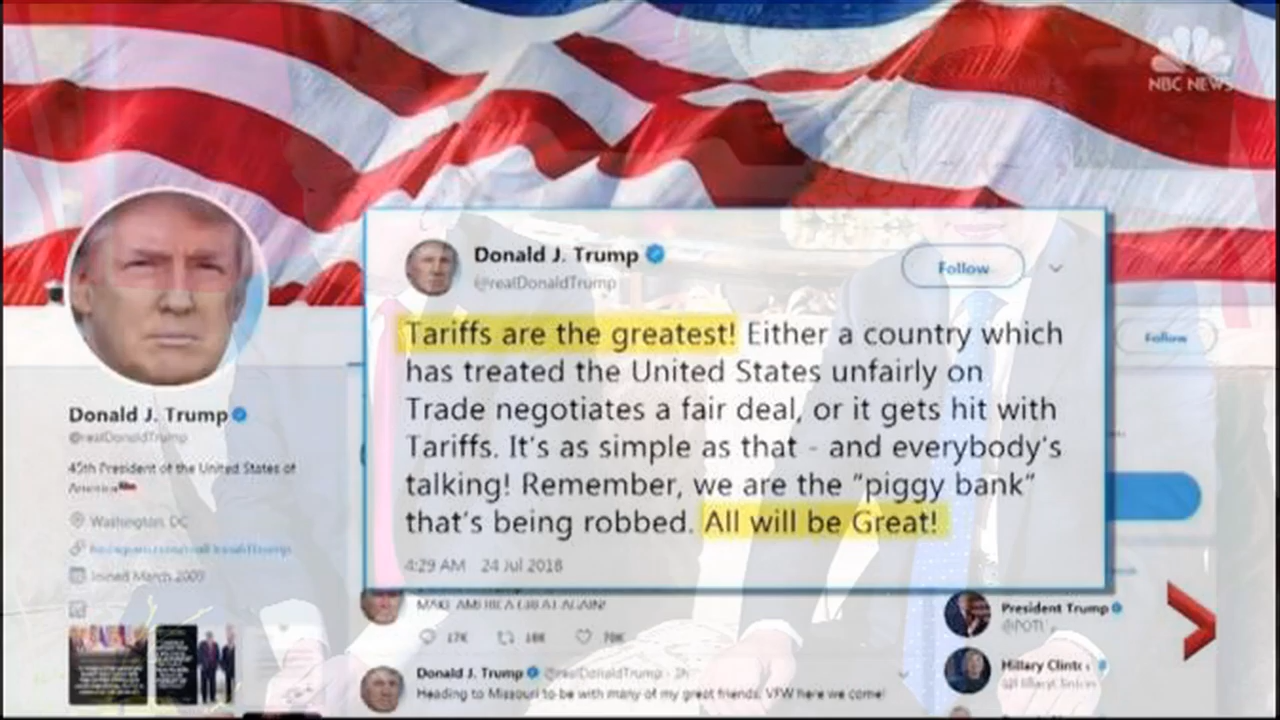 NBC NEWS
Donald J. Trump
@realDonaldTrump
Follow
Tariffs are the greatest! Either a country which
has treated the United States unfairly on
Trade negotiates a fair deal, or it gets hit with
Tariffs. It's as simple as that - and everybody's
talking! Remember, we are the "piggy bank"
that's being robbed. All will be Great!
4:29 AM 24 Jul 2018
Follow
Donald J. Trump
@realDonaldTrump
45th President of the United States of
America
Washington, DC
Joined March 2009
MAKE AMERICA GREAT AGAIN!
17K 70K
Donald J. Trump @realDonaldTrump · 2h
Heading to Missouri to be with many of my great friends. VFW here we come!
President Trump
Hillary